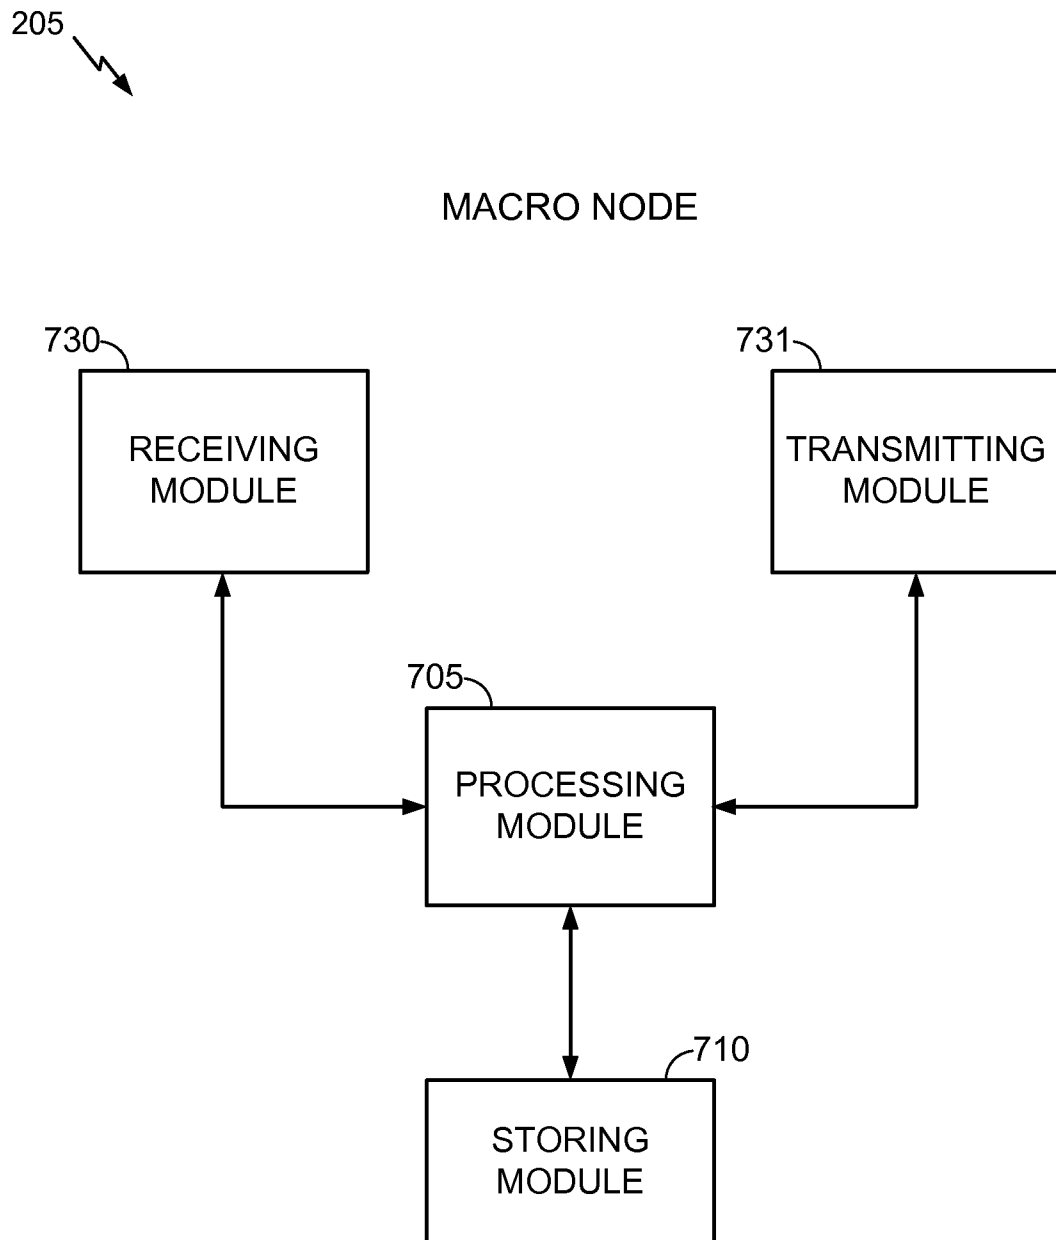 205
MACRO NODE
730
731
RECEIVING
MODULE
TRANSMITTING
MODULE
705
PROCESSING
MODULE
710
STORING
MODULE